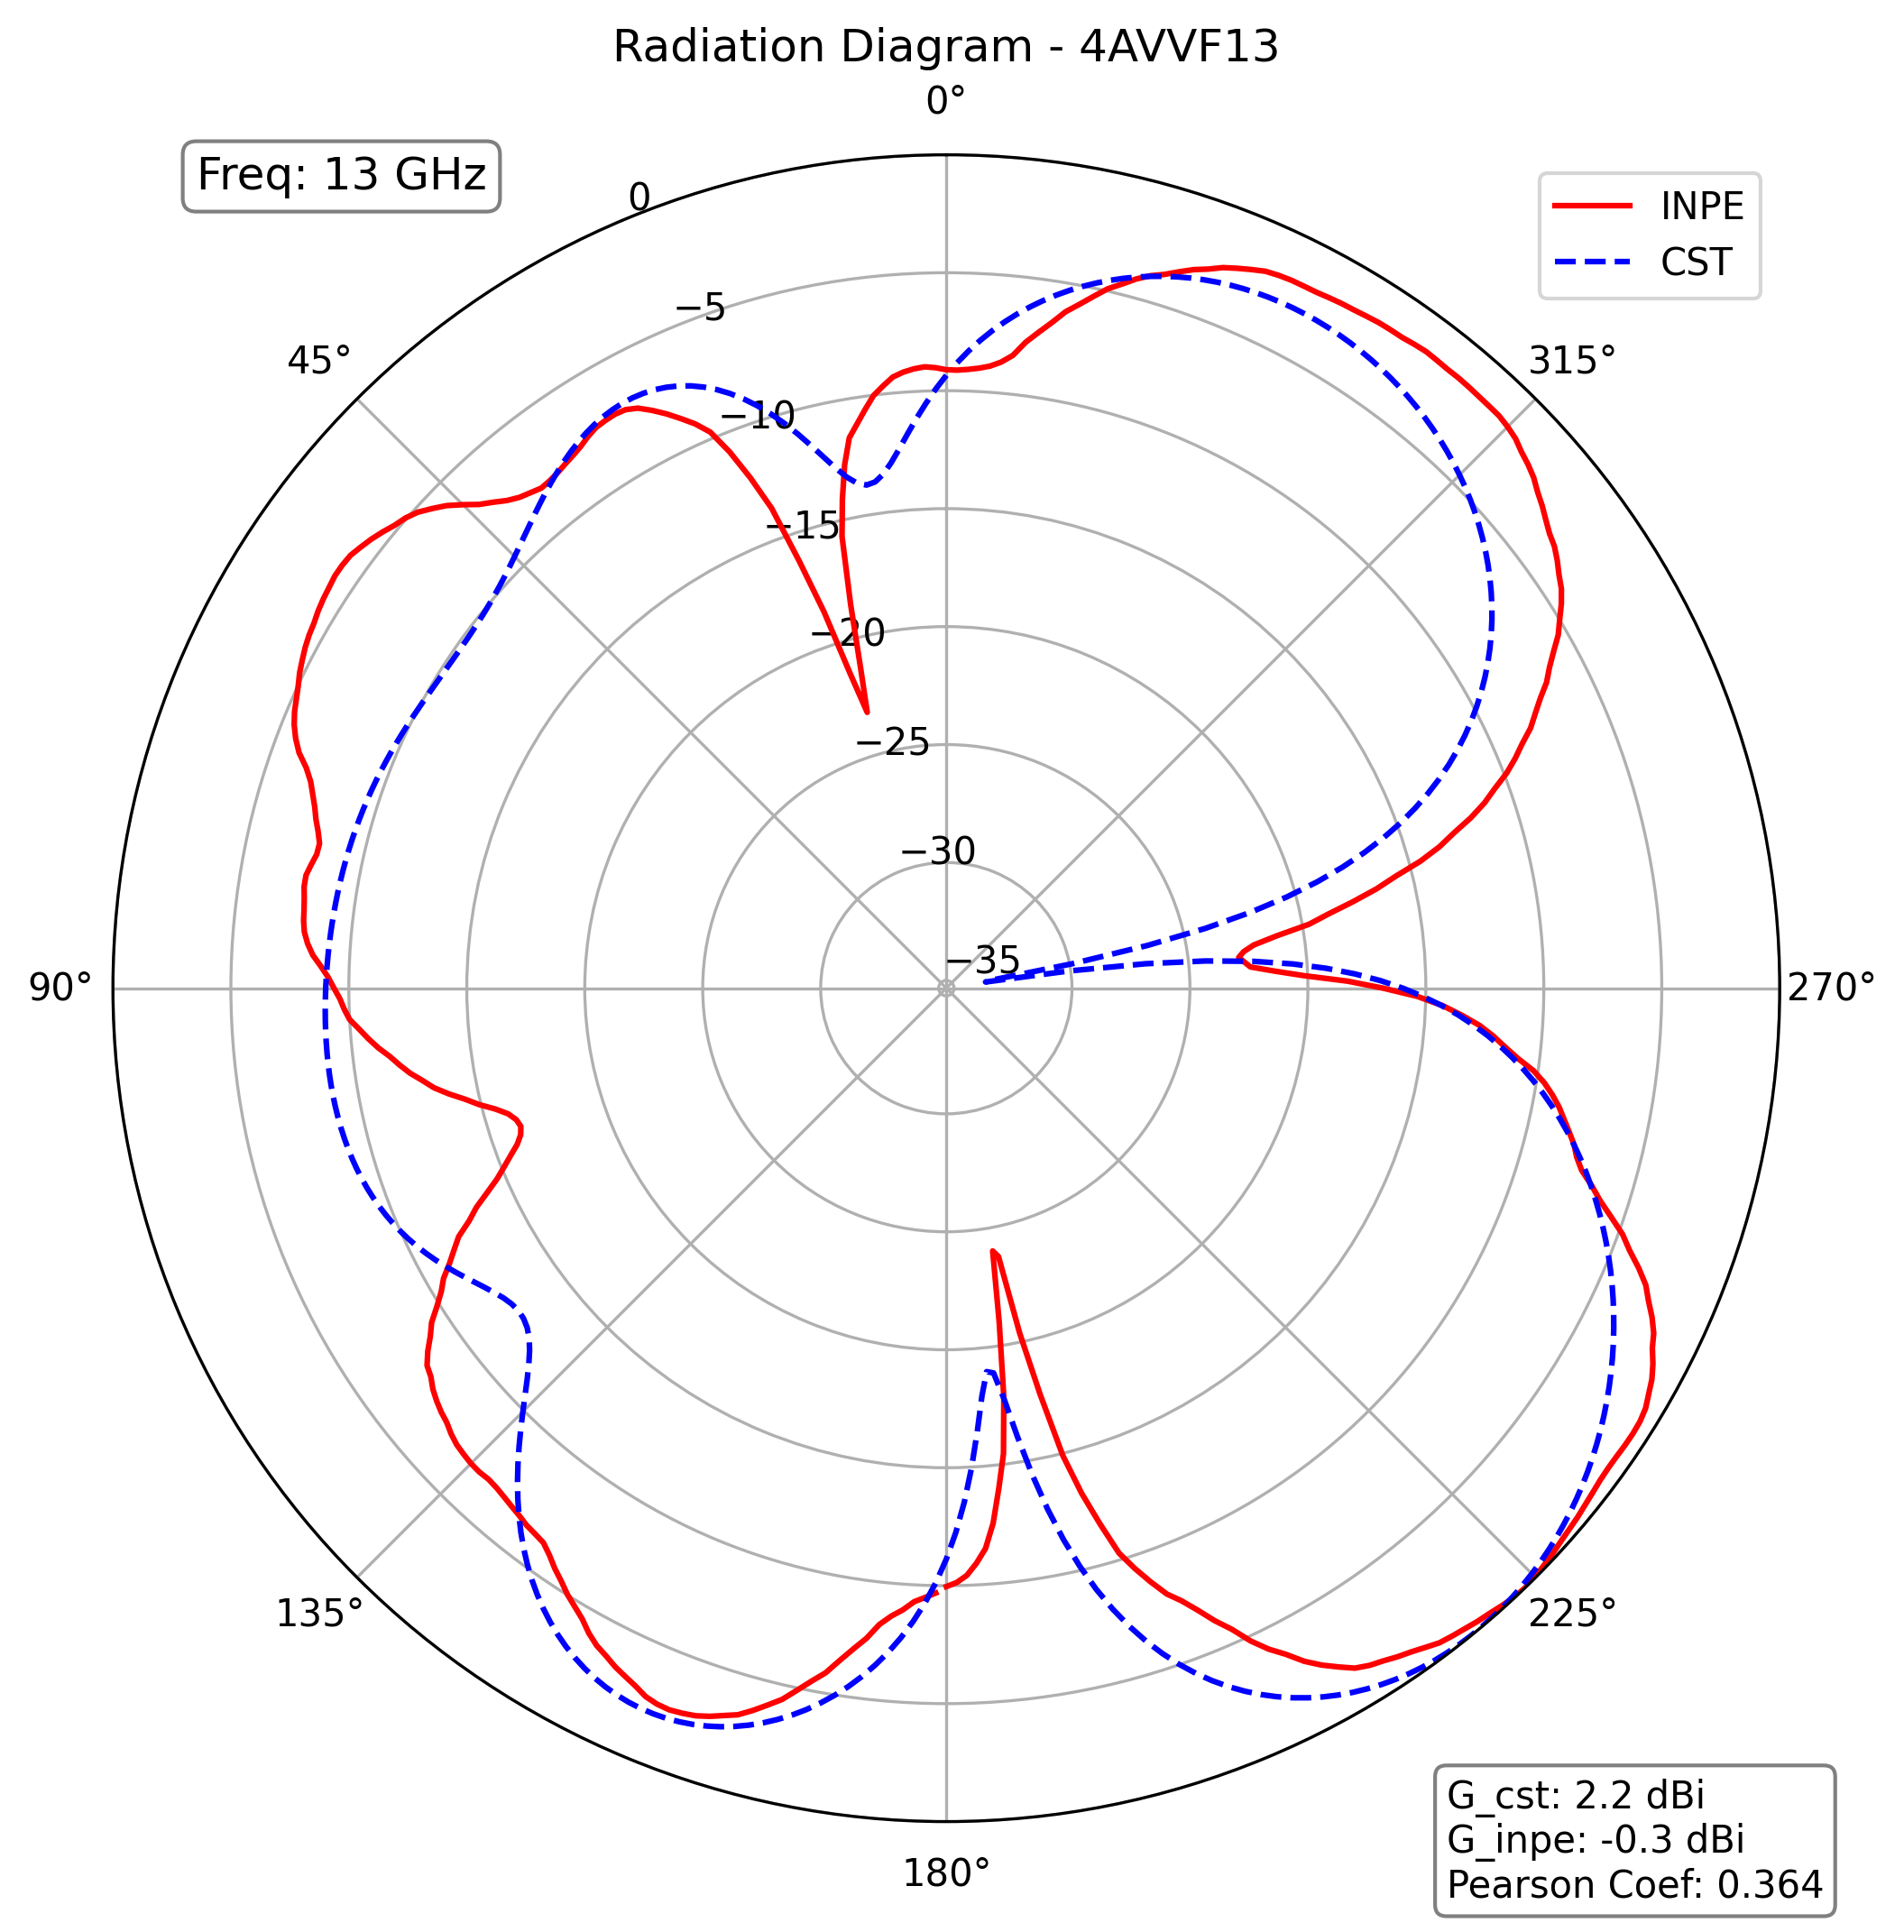 Radiation Diagram - 4AVVF13
0°
Freq: 13 GHz
INPE
CST
0
−5
−10
−15
−20
−25
−30
−35
45°
315°
90°
270°
135°
225°
180°
G_cst: 2.2 dBi
G_inpe: -0.3 dBi
Pearson Coef: 0.364